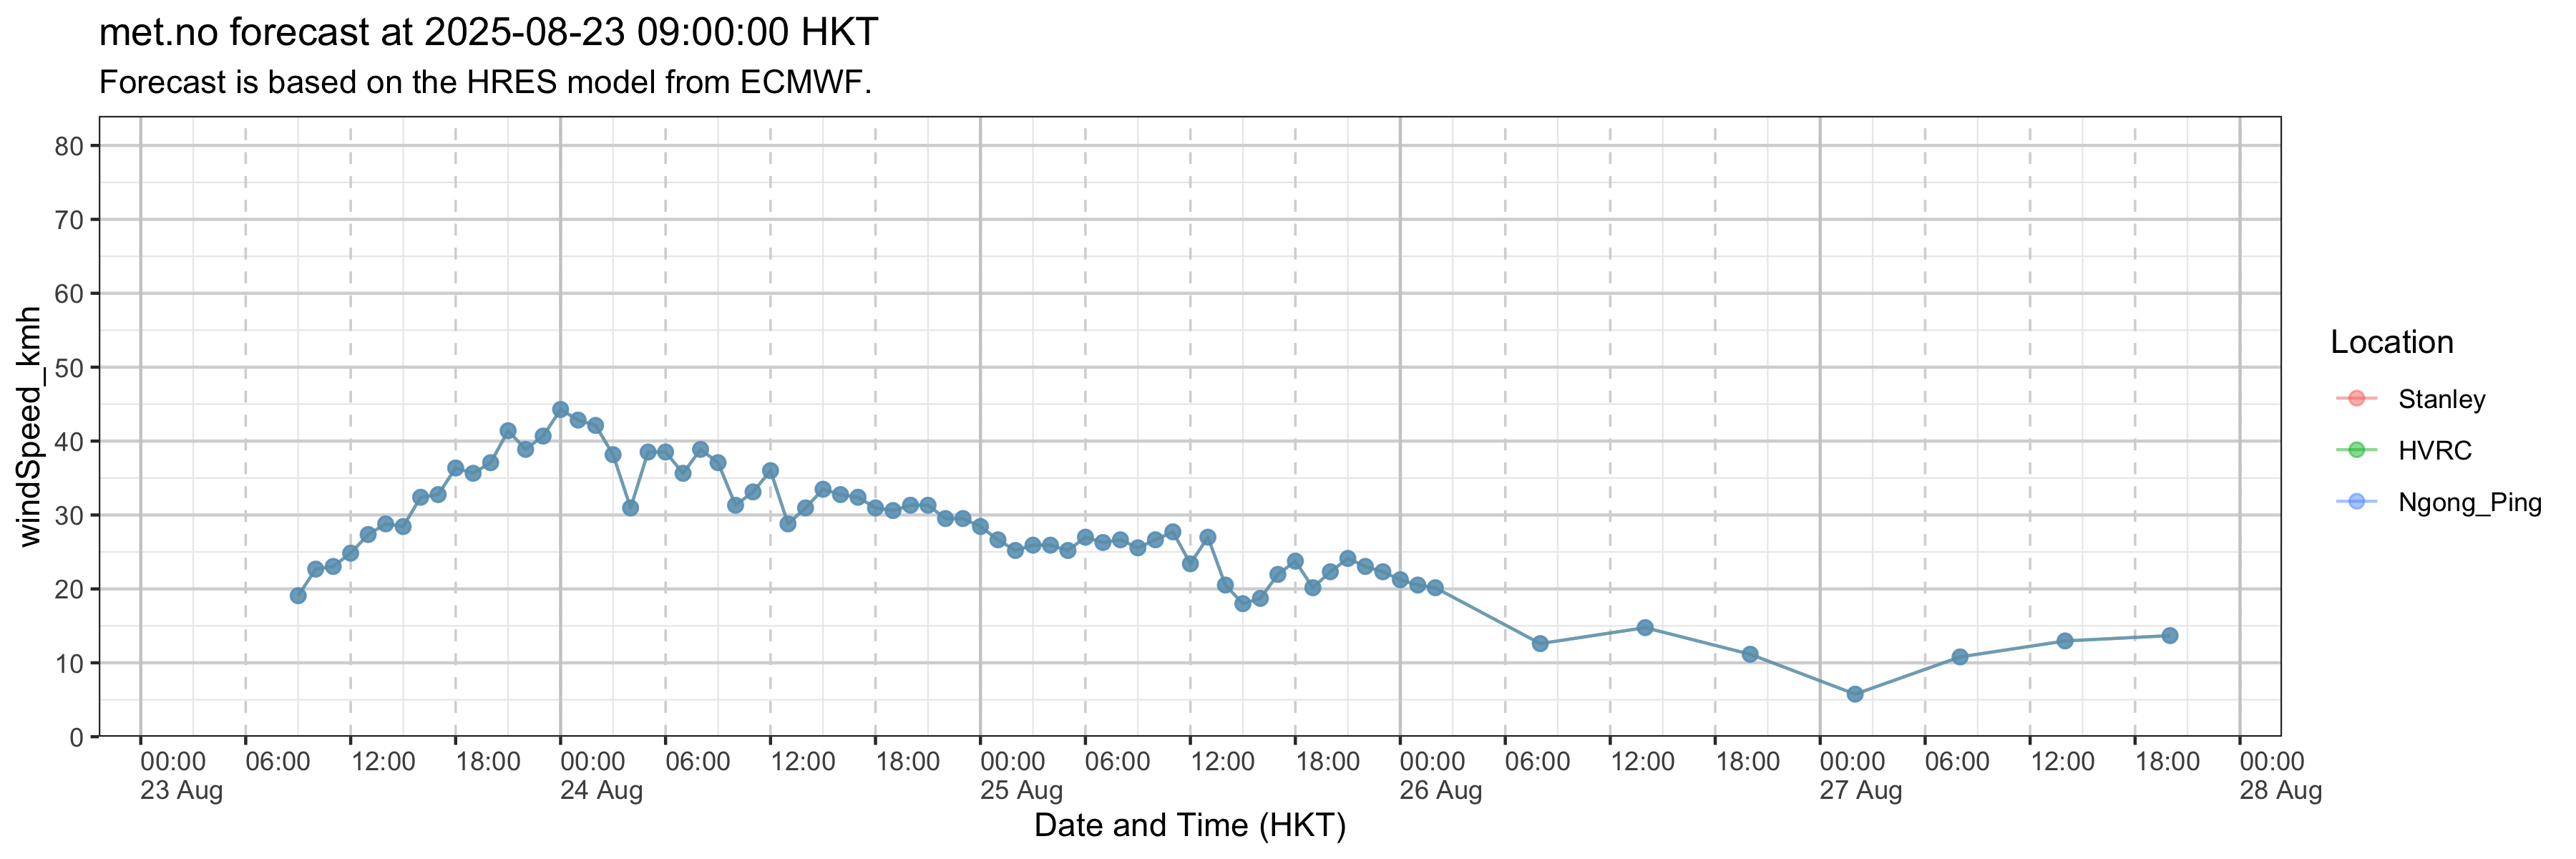 met.no forecast at 2025-08-23 09:00:00 HKT
Forecast is based on the HRES model from ECMWF.
windSpeed_kmh
80
70
60
50
40
30
20
10
0
00:00 06:00 12:00 18:00 00:00 06:00 12:00 18:00 00:00 06:00 12:00 18:00 00:00 06:00 12:00 18:00 00:00 06:00 12:00 18:00 00:00
23 Aug 24 Aug 25 Aug 26 Aug 27 Aug 28 Aug
Date and Time (HKT)
Location
Stanley
HVRC
Ngong_Ping